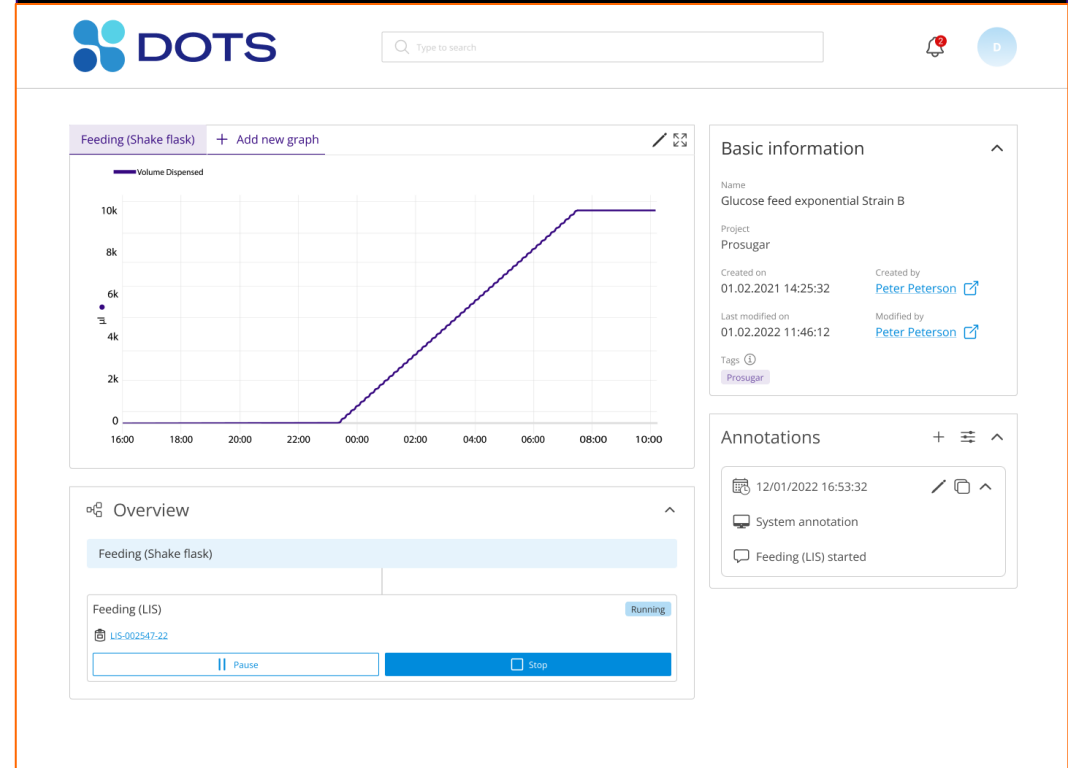 DOTS
Type to search
2
D
Feeding (Shake flask)
+ Add new graph
Volume Dispensed
10k
8k
6k
4k
2k
0
µl
16:00 18:00 20:00 22:00 00:00 02:00 04:00 06:00 08:00 10:00
Overview
Feeding (Shake flask)
Feeding (LIS)
Running
LIS-002547-22
Pause
Stop
Basic information
Name
Glucose feed exponential Strain B
Project
Prosugar
Created on Created by
01.02.2021 14:25:32 Peter Peterson
Last modified on Modified by
01.02.2022 11:46:12 Peter Peterson
Tags
Prosugar
Annotations
12/01/2022 16:53:32
System annotation
Feeding (LIS) started